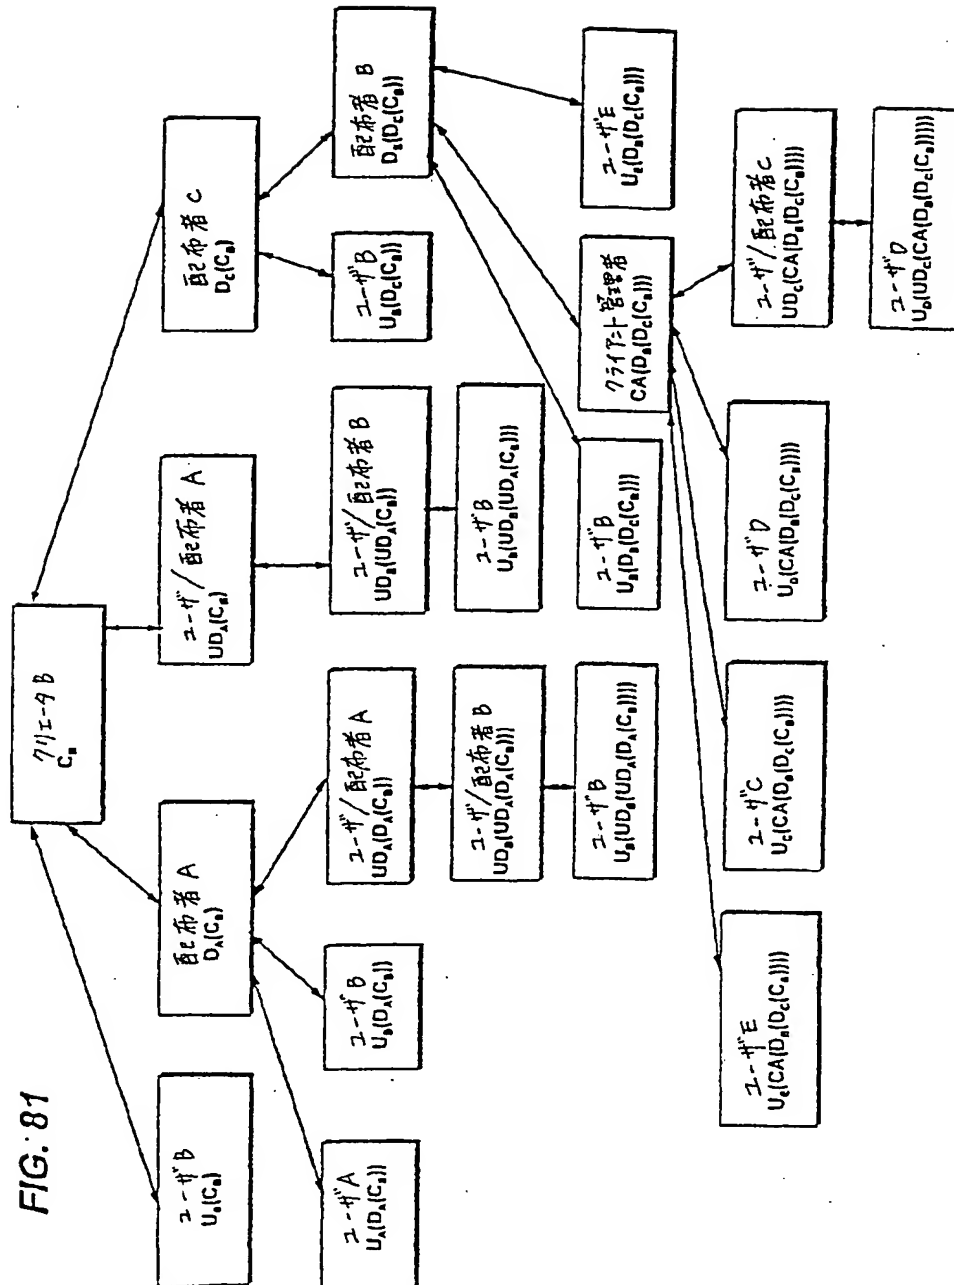 FIG. 81
クリエータB
C_B
ユーザB
U_B(C_B)
配布者A
D_A(C_B)
ユーザ/配布者A
UD_A(C_B)
配布者C
D_C(C_B)
ユーザA
U_A(D_A(C_B))
ユーザB
U_B(D_A(C_B))
ユーザ/配布者A
UD_A(D_A(C_B))
ユーザ/配布者B
UD_B(UD_A(C_B))
ユーザB
U_B(D_C(C_B))
配布者B
D_B(D_C(C_B))
ユーザ/配布者B
UD_B(UD_A(D_A(C_B)))
ユーザB
U_B(UD_B(UD_A(C_B)))
ユーザB
U_B(UD_B(UD_A(D_A(C_B))))
ユーザB
U_B(D_B(D_C(C_B)))
クライアント管理者
CA(D_B(D_C(C_B)))
ユーザE
U_E(D_B(D_C(C_B)))
ユーザE
U_E(CA(D_B(D_C(C_B))))
ユーザC
U_C(CA(D_B(D_C(C_B))))
ユーザD
U_D(CA(D_B(D_C(C_B))))
ユーザ/配布者C
UD_C(CA(D_B(D_C(C_B))))
ユーザD
U_D(UD_C(CA(D_B(D_C(C_B)))))